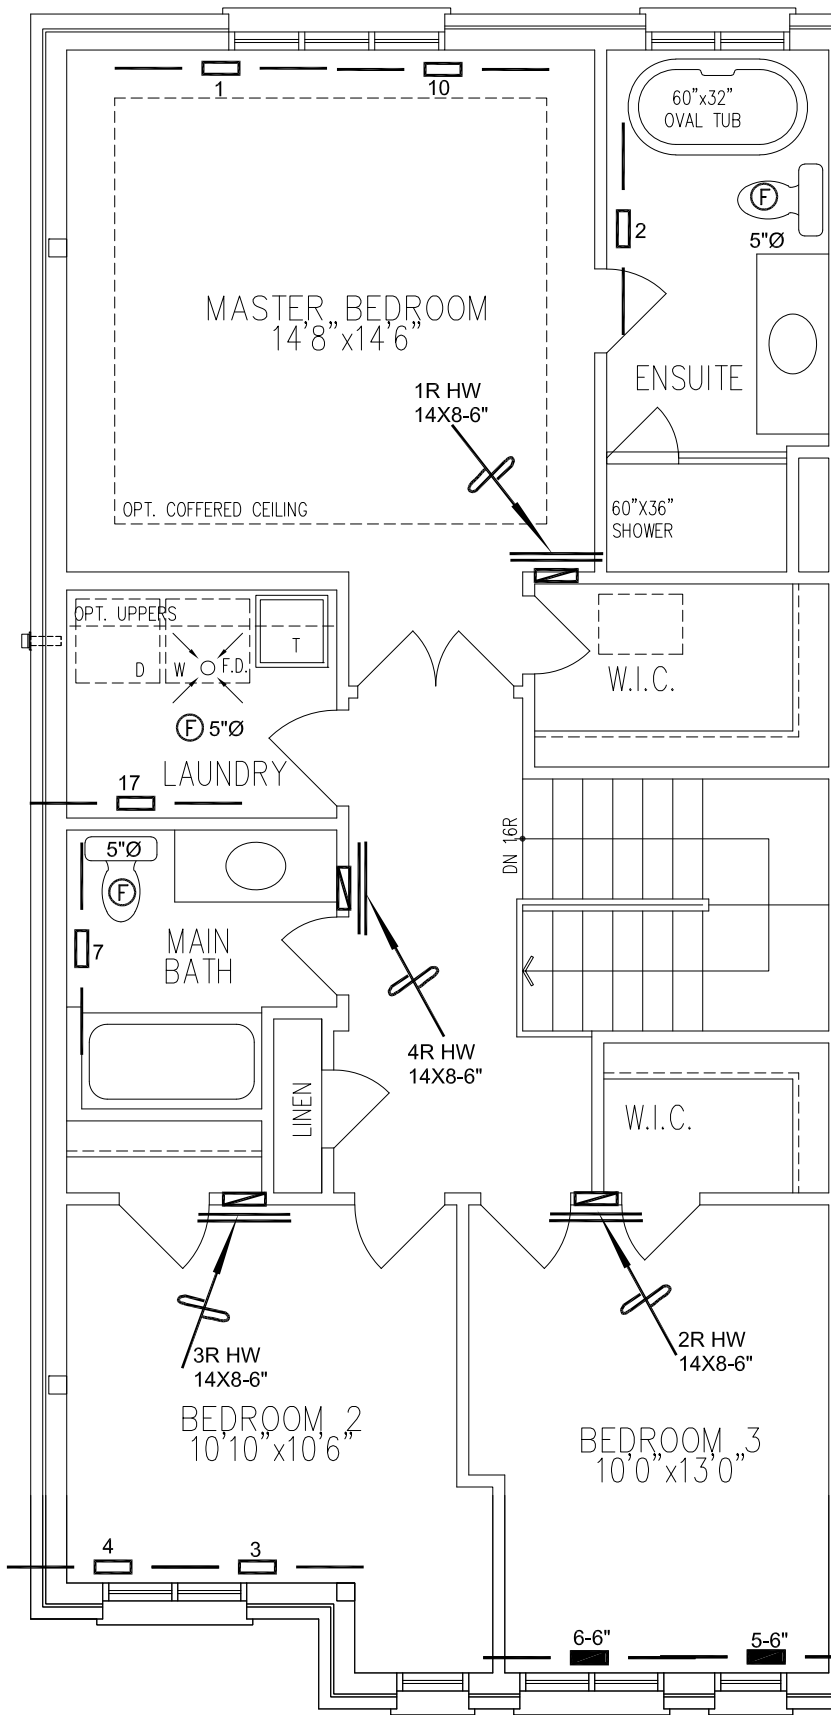 1
10
60"x32"
OVAL TUB
F
2
5"Ø
MASTER BEDROOM
14'8"x14'6"
ENSUITE
1R HW
14X8-6"
OPT. COFFERED CEILING
60"X36"
SHOWER
OPT. UPPERS
D
W
F.D.
T
W.I.C.
F 5"Ø
LAUNDRY
17
DN 16R
5"Ø
F
7
MAIN
BATH
4R HW
14X8-6"
LINEN
W.I.C.
3R HW
14X8-6"
2R HW
14X8-6"
BEDROOM 2
10'10"x10'6"
BEDROOM 3
10'0"x13'0"
4
3
6-6"
5-6"